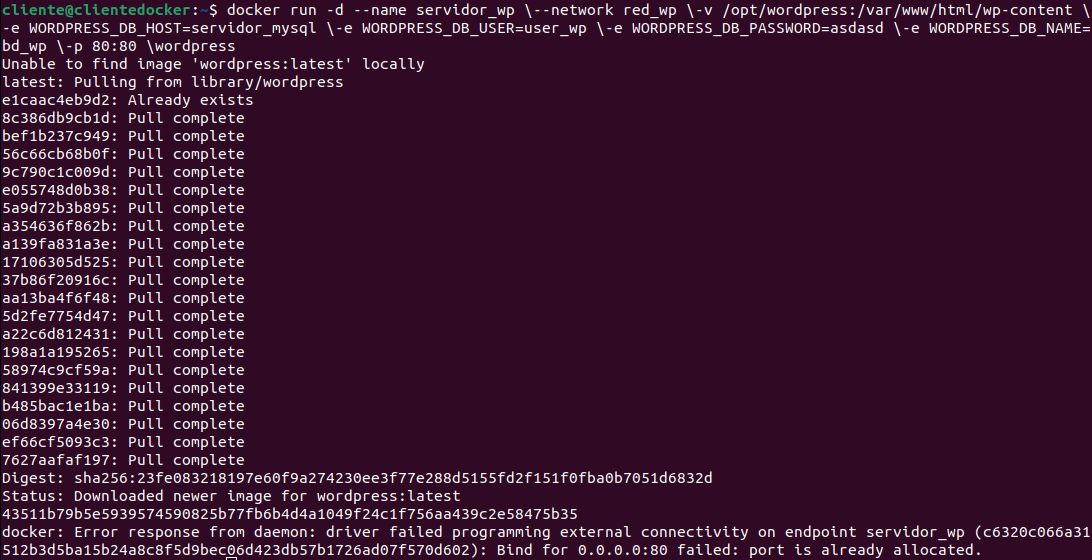 cliente@clientedocker:~$ docker run -d --name servidor_wp \--network red_wp \-v /opt/wordpress:/var/www/html/wp-content \
-e WORDPRESS_DB_HOST=servidor_mysql \-e WORDPRESS_DB_USER=user_wp \-e WORDPRESS_DB_PASSWORD=asdasd \-e WORDPRESS_DB_NAME=
bd_wp \-p 80:80 \wordpress
Unable to find image 'wordpress:latest' locally
latest: Pulling from library/wordpress
e1caac4eb9d2: Already exists
8c386db9cb1d: Pull complete
bef1b237c949: Pull complete
56c66cb68b0f: Pull complete
9c790c1c009d: Pull complete
e055748d0b38: Pull complete
5a9d72b3b895: Pull complete
a354636f862b: Pull complete
a139fa831a3e: Pull complete
17106305d525: Pull complete
37b86f20916c: Pull complete
aa13ba4f6f48: Pull complete
5d2fe7754d47: Pull complete
a22c6d812431: Pull complete
198a1a195265: Pull complete
58974c9cf59a: Pull complete
841399e33119: Pull complete
b485bac1e1ba: Pull complete
06d8397a4e30: Pull complete
ef66cf5093c3: Pull complete
7627aafaf197: Pull complete
Digest: sha256:23fe083218197e60f9a274230ee3f77e288d5155fd2f151f0fba0b7051d6832d
Status: Downloaded newer image for wordpress:latest
43511b79b5e5939574590825b77fb6b4d4a1049f24c1f756aa439c2e58475b35
docker: Error response from daemon: driver failed programming external connectivity on endpoint servidor_wp (c6320c066a31
512b3d5ba15b24a8c8f5d9bec06d423db57b1726ad07f570d602): Bind for 0.0.0.0:80 failed: port is already allocated.